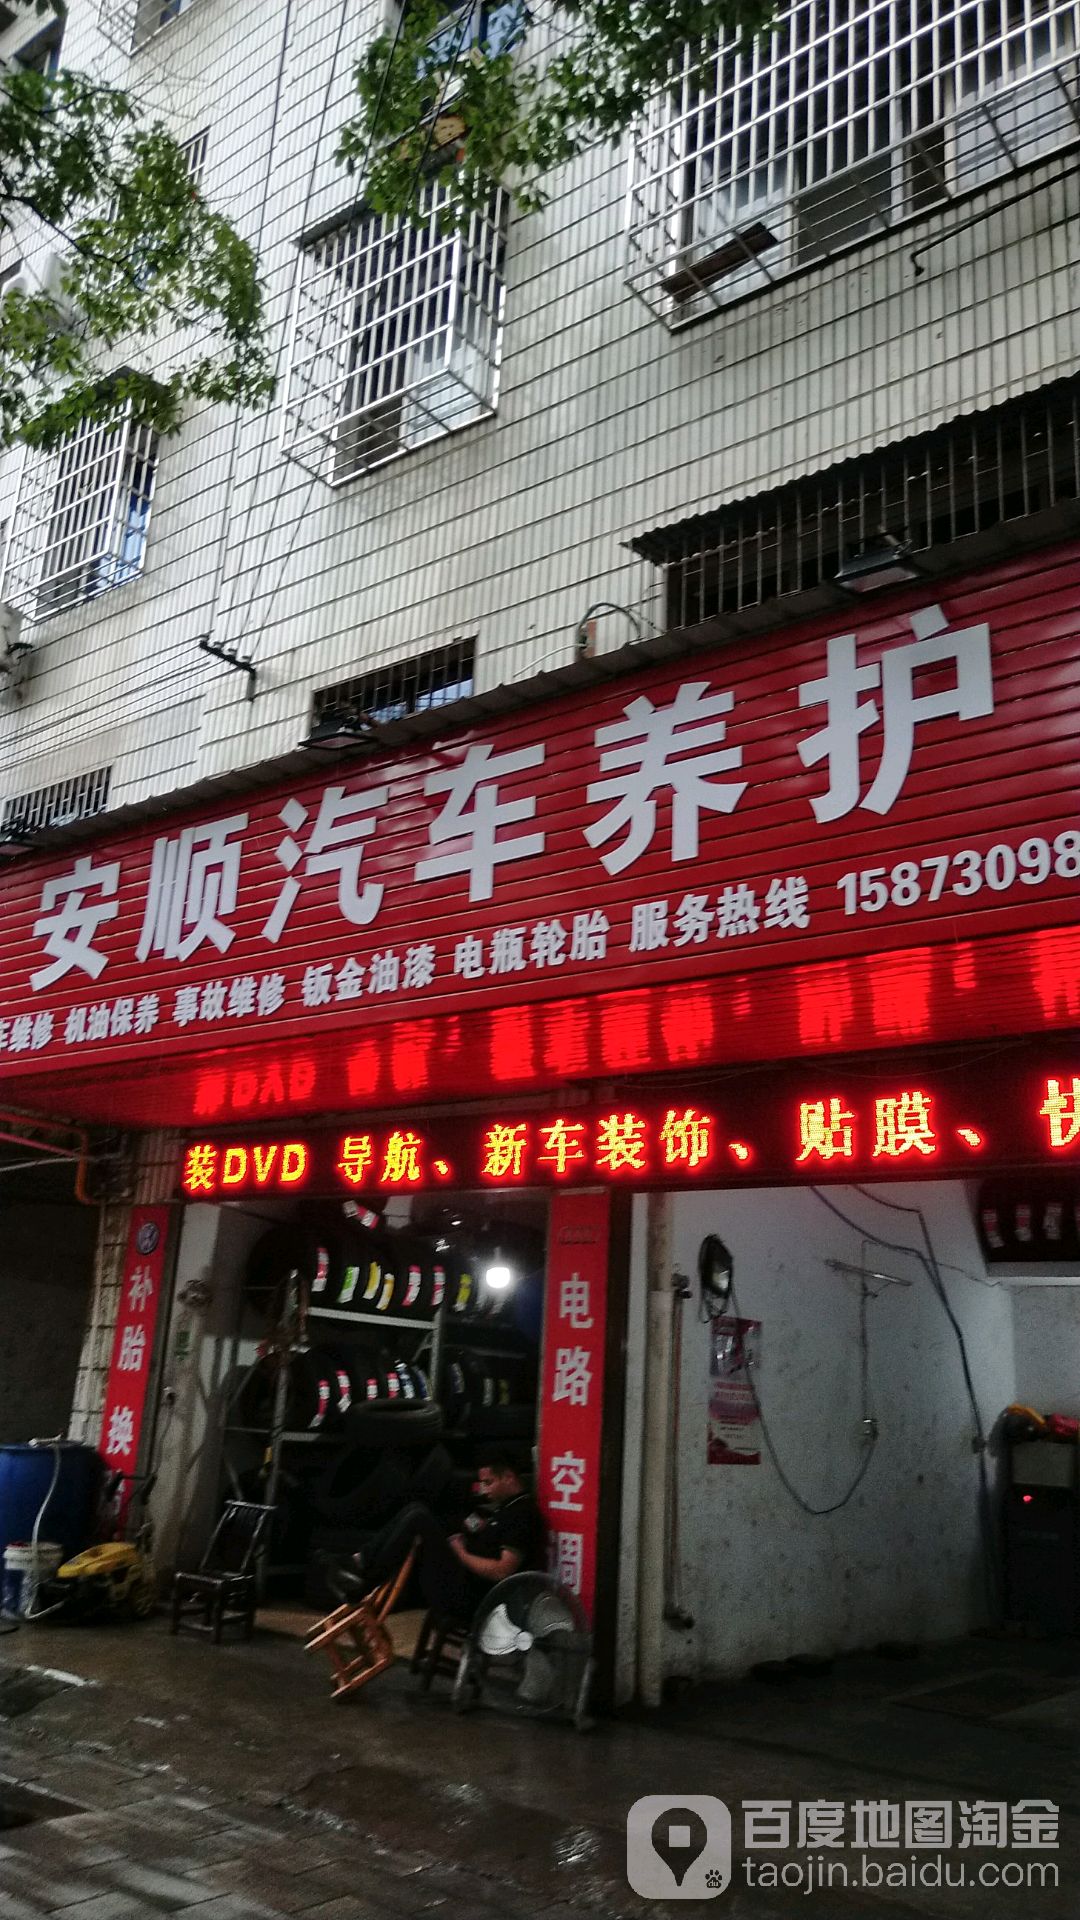 安顺汽车养护
车维修 机油保养 事故维修 钣金油漆 电瓶轮胎 服务热线 15873098
装DVD 导航、新车装饰、贴膜、快
补胎换
电路 空调
百度地图淘金
taojin.baidu.com